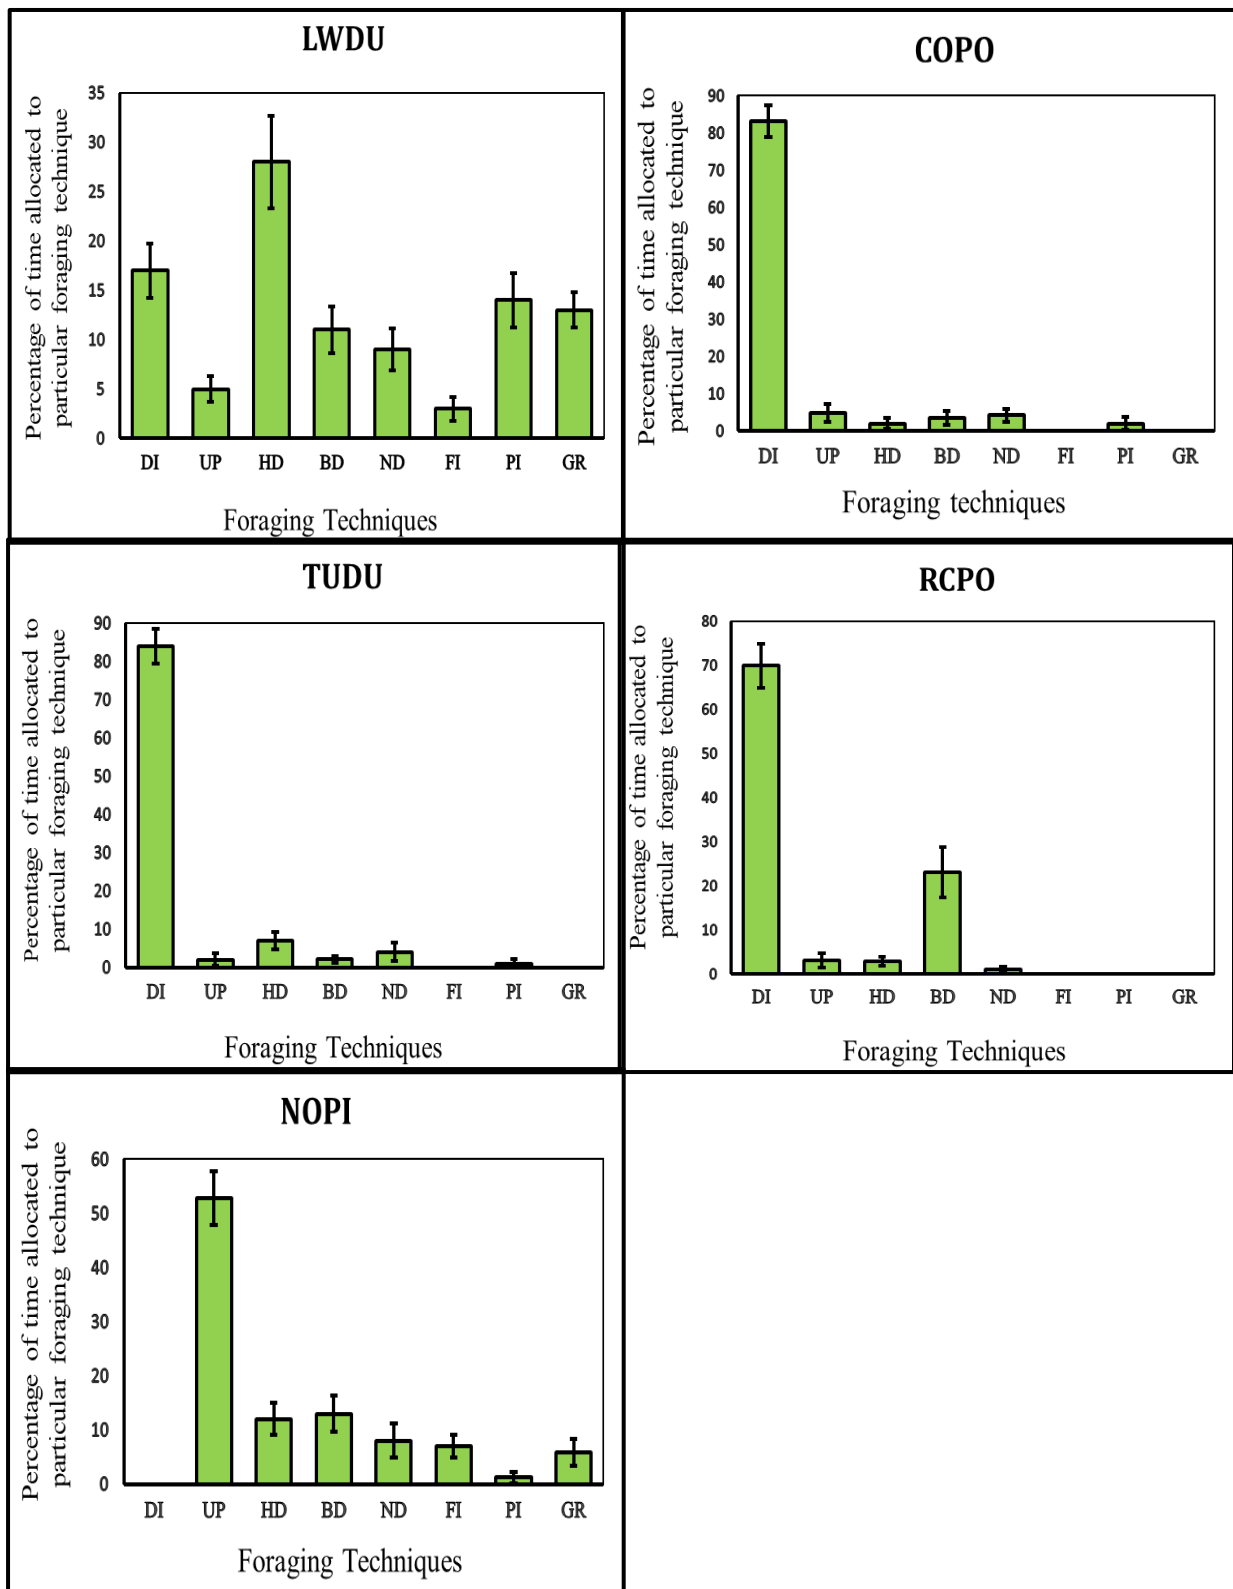 LWDU
Percentage of time allocated to
particular foraging technique
35
30
25
20
15
10
5
0
DI UP HD BD ND FI PI GR
Foraging Techniques
COPO
Percentage of time allocated to
particular foraging technique
90
80
70
60
50
40
30
20
10
0
DI UP HD BD ND FI PI GR
Foraging techniques
TUDU
Percentage of time allocated to
particular foraging technique
90
80
70
60
50
40
30
20
10
0
DI UP HD BD ND FI PI GR
Foraging Techniques
RCPO
Percentage of time allocated to
particular foraging technique
80
70
60
50
40
30
20
10
0
DI UP HD BD ND FI PI GR
Foraging Techniques
NOPI
Percentage of time allocated to
particular foraging technique
60
50
40
30
20
10
0
DI UP HD BD ND FI PI GR
Foraging Techniques